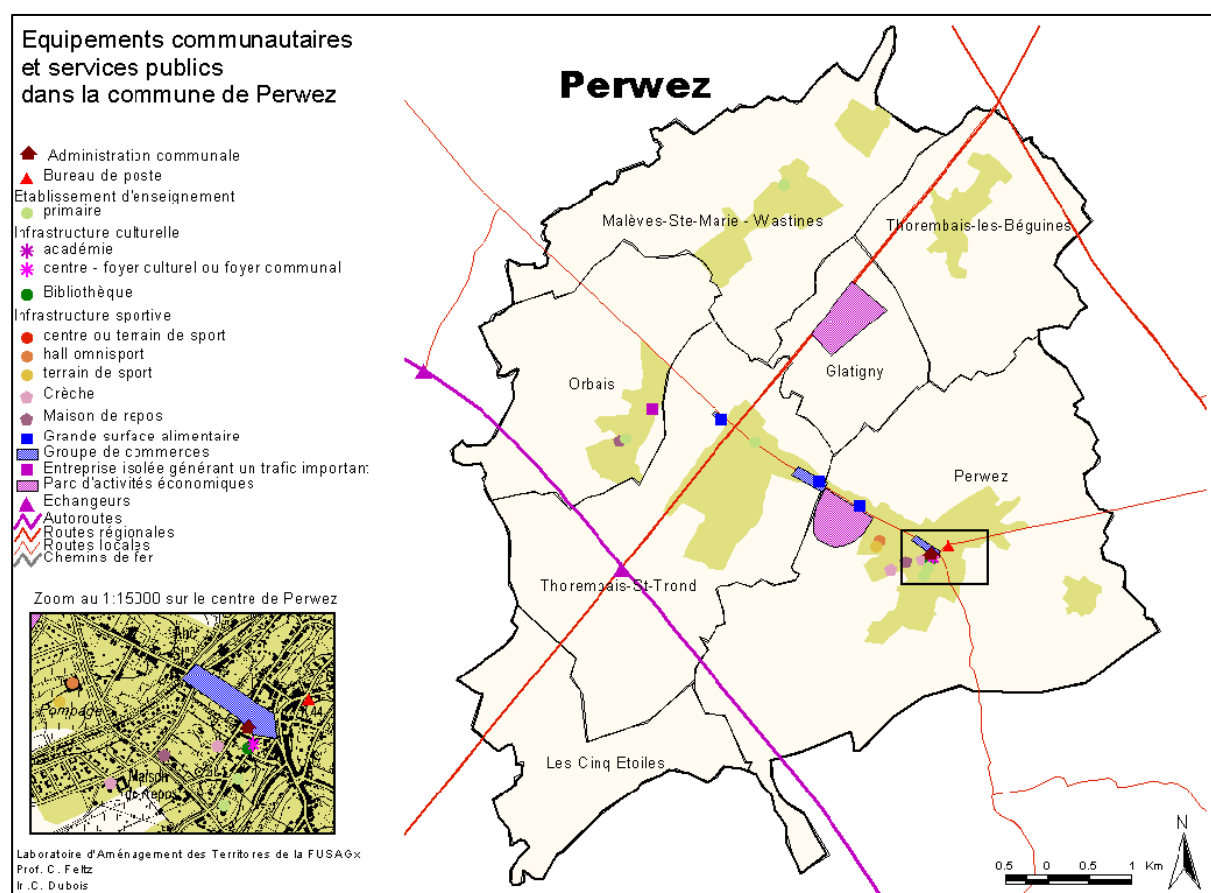 Equipements communautaires
et services publics
dans la commune de Perwez
Perwez
Administration communale
Bureau de poste
Etablissement d'enseignement
primaire
Infrastructure culturelle
académie
centre - foyer culturel ou foyer communal
Bibliothèque
Infrastructure sportive
centre ou terrain de sport
hall omnisport
terrain de sport
Crèche
Maison de repos
Grande surface alimentaire
Groupe de commerces
Entreprise isolée générant un trafic important
Parc d'activités économiques
Echangeurs
Autoroutes
Routes régionales
Routes locales
Chemins de fer
Malèves-Ste-Marie - Wastines
Thorembais-les-Béguines
Orbais
Glatigny
Perwez
Thorembais-St-Trond
Les Cinq Etoiles
Zoom au 1:15000 sur le centre de Perwez
Pompage
Maison
de Repos
Laboratoire d'Aménagement des Territores de la FUSAGx
Prof. C. Feltz
Ir .C. Dubois
N
0.5 0 0.5 1 Km